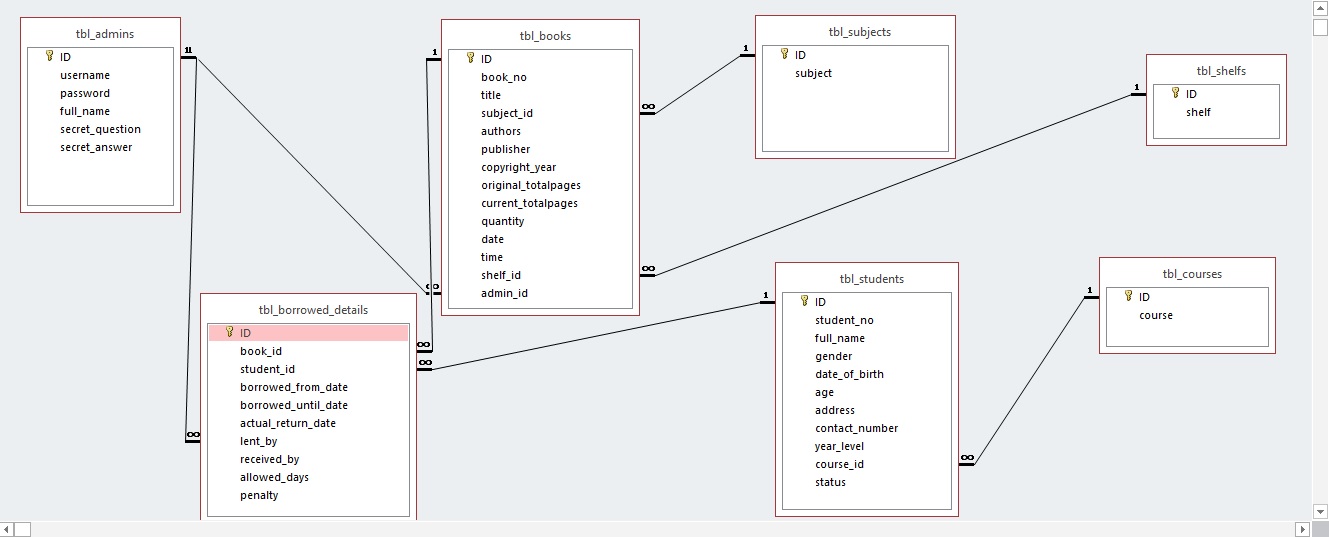 tbl_admins
ID
username
password
full_name
secret_question
secret_answer
tbl_books
ID
book_no
title
subject_id
authors
publisher
copyright_year
original_totalpages
current_totalpages
quantity
date
time
shelf_id
admin_id
tbl_subjects
ID
subject
tbl_shelfs
ID
shelf
tbl_borrowed_details
ID
book_id
student_id
borrowed_from_date
borrowed_until_date
actual_return_date
lent_by
received_by
allowed_days
penalty
tbl_students
ID
student_no
full_name
gender
date_of_birth
age
address
contact_number
year_level
course_id
status
tbl_courses
ID
course
1
1
1
1
1
1
∞
∞
∞
∞
∞
∞
∞